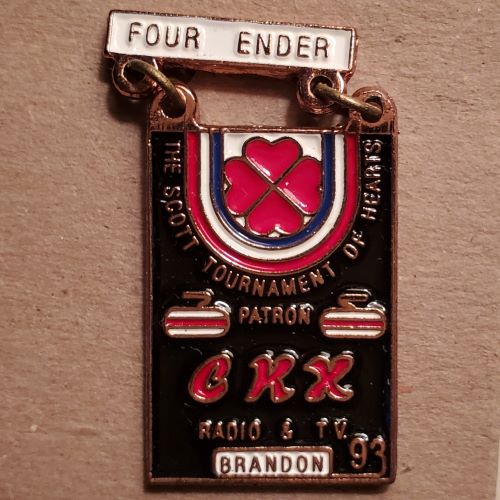 FOUR ENDER
THE SCOTT TOURNAMENT OF HEARTS
PATRON
CKX
RADIO & T.V.
BRANDON 93